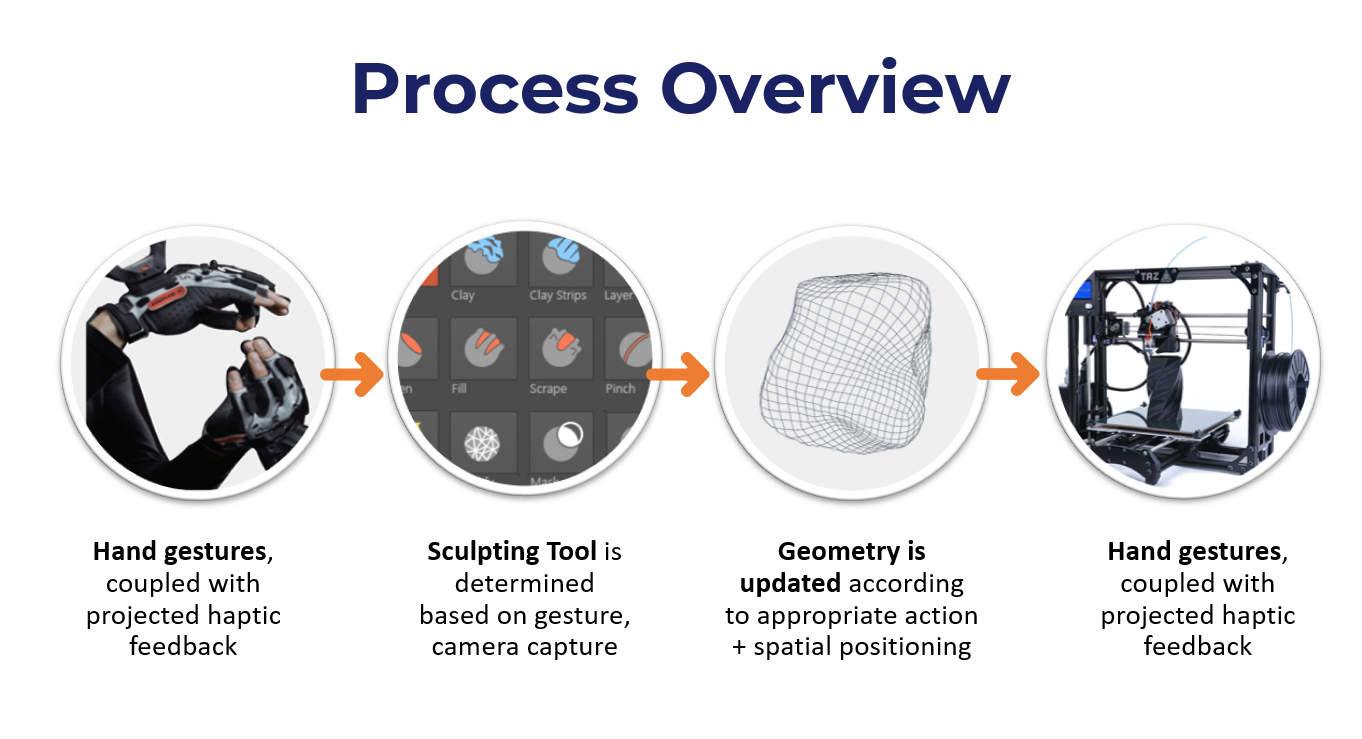 Process Overview
Clay
Clay Strips
Layer
Fill
Scrape
Pinch
TAZ
Hand gestures,
coupled with
projected haptic
feedback
Sculpting Tool is
determined
based on gesture,
camera capture
Geometry is
updated according
to appropriate action
+ spatial positioning
Hand gestures,
coupled with
projected haptic
feedback